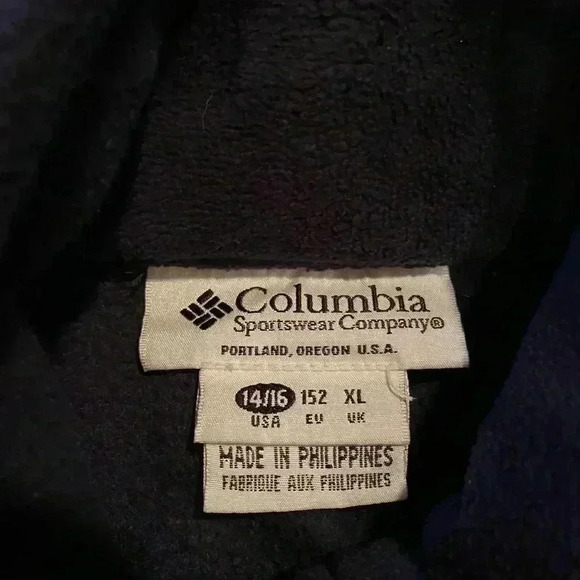 Columbia
Sportswear Company®
PORTLAND, OREGON U.S.A.
14/16 152 XL
USA EU UK
MADE IN PHILIPPINES
FABRIQUE AUX PHILIPPINES